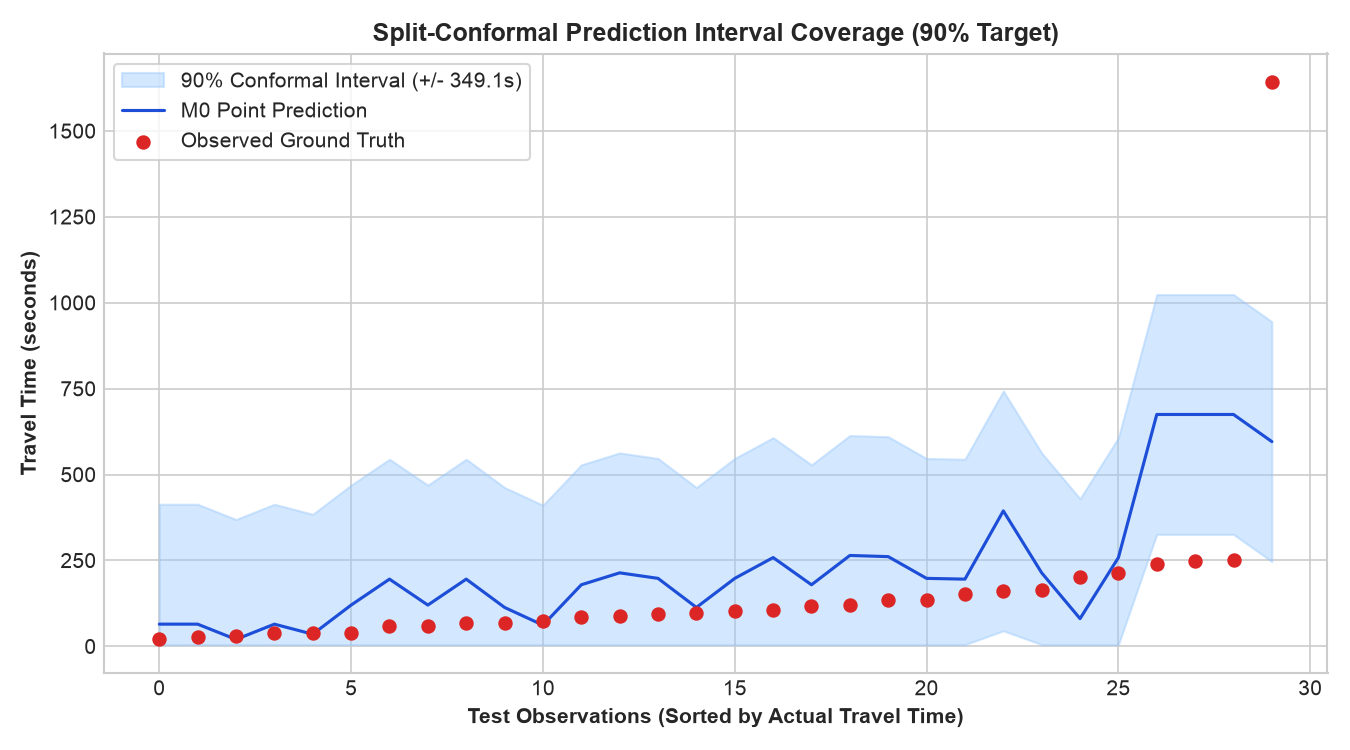 Split-Conformal Prediction Interval Coverage (90% Target)
90% Conformal Interval (+/- 349.1s)
M0 Point Prediction
Observed Ground Truth
Travel Time (seconds)
1500
1250
1000
750
500
250
0
0 5 10 15 20 25 30
Test Observations (Sorted by Actual Travel Time)